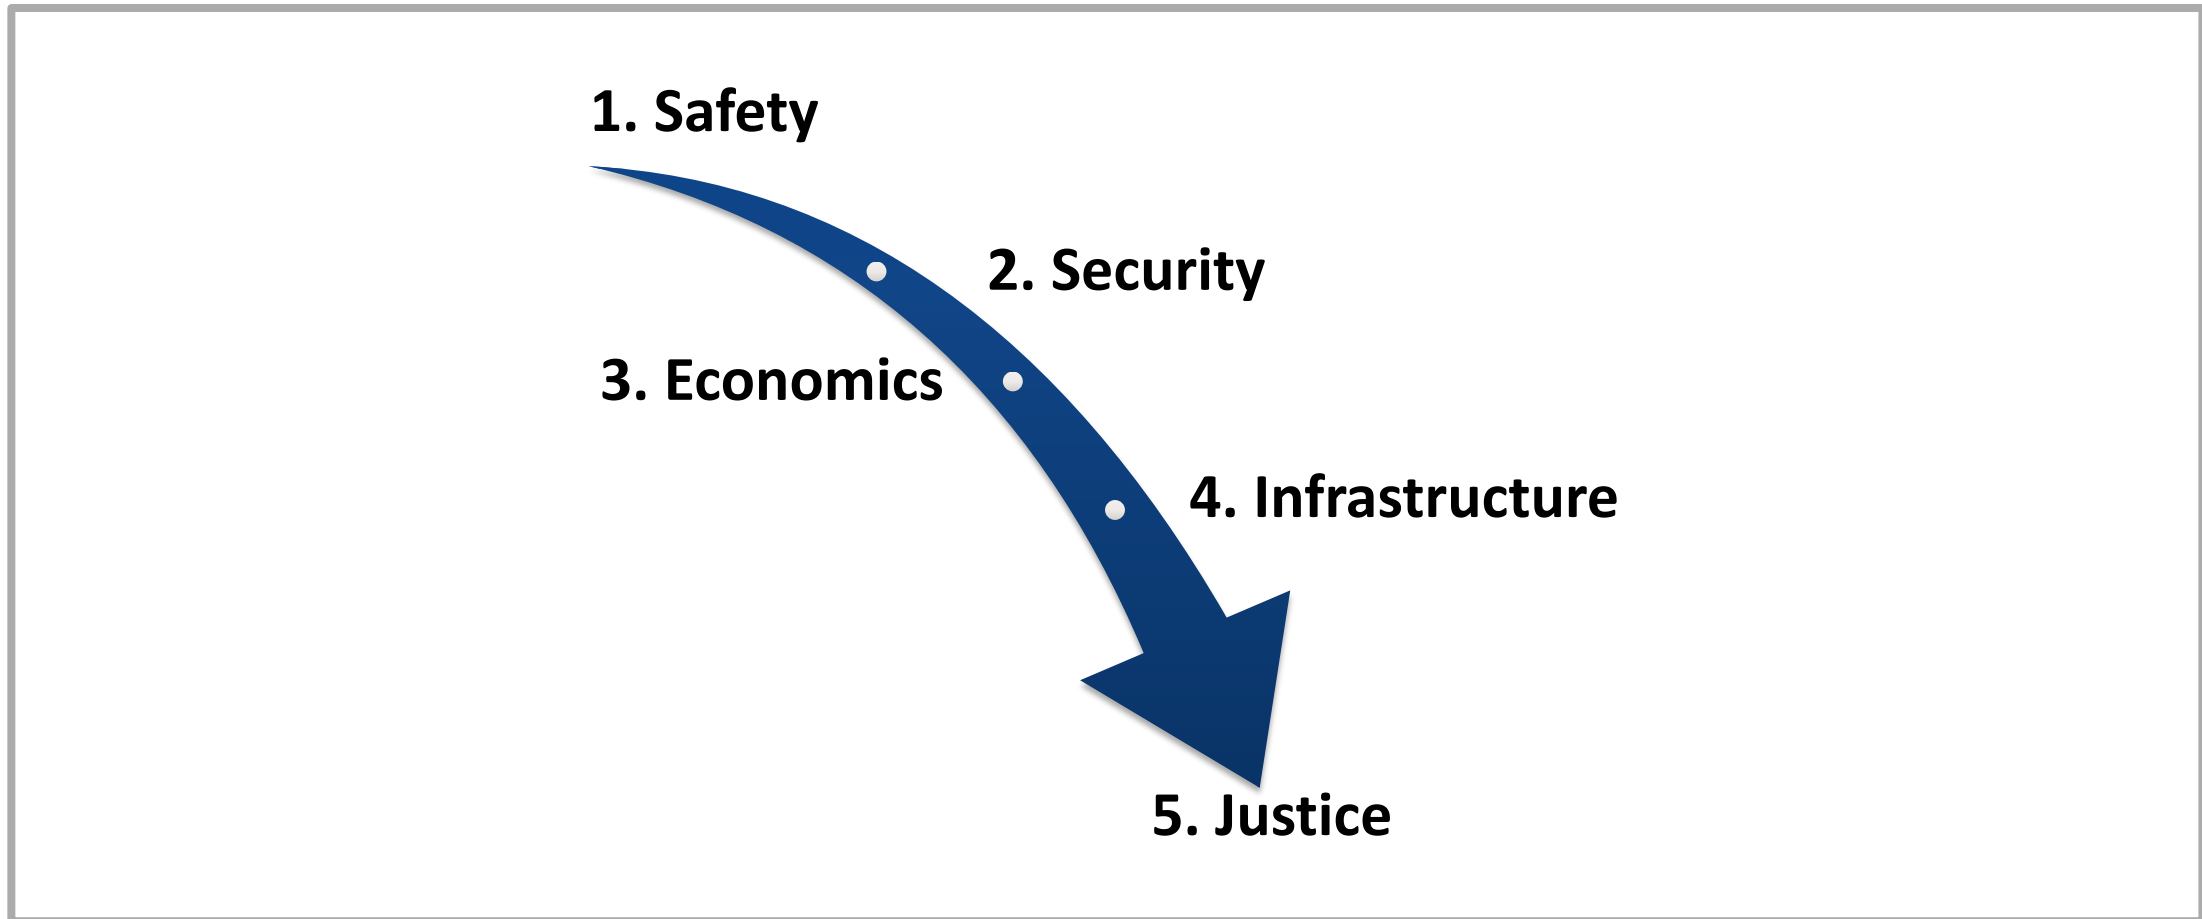 1. Safety
2. Security
3. Economics
4. Infrastructure
5. Justice